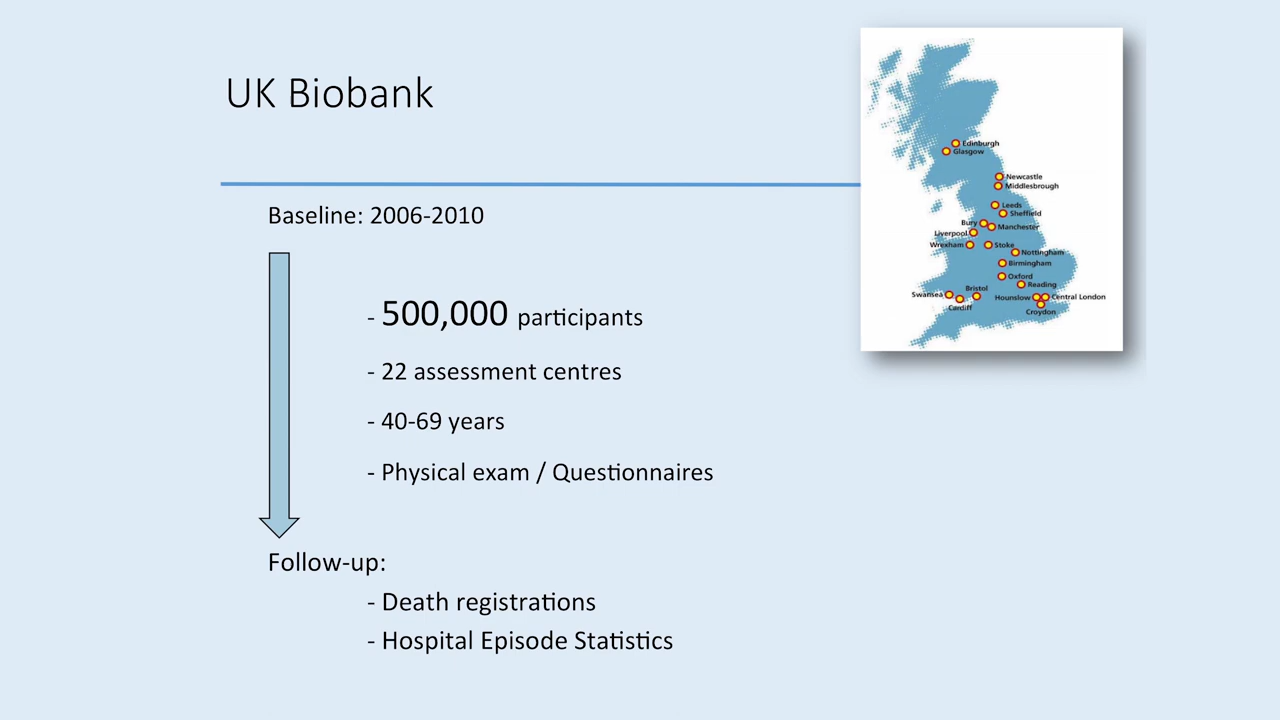 UK Biobank
Baseline: 2006-2010
- 500,000 participants
- 22 assessment centres
- 40-69 years
- Physical exam / Questionnaires
Follow-up:
- Death registrations
- Hospital Episode Statistics
Edinburgh
Glasgow
Newcastle
Middlesbrough
Leeds
Sheffield
Bury
Manchester
Liverpool
Wrexham
Stoke
Nottingham
Birmingham
Oxford
Reading
Bristol
Swansea
Cardiff
Hounslow
Central London
Croydon